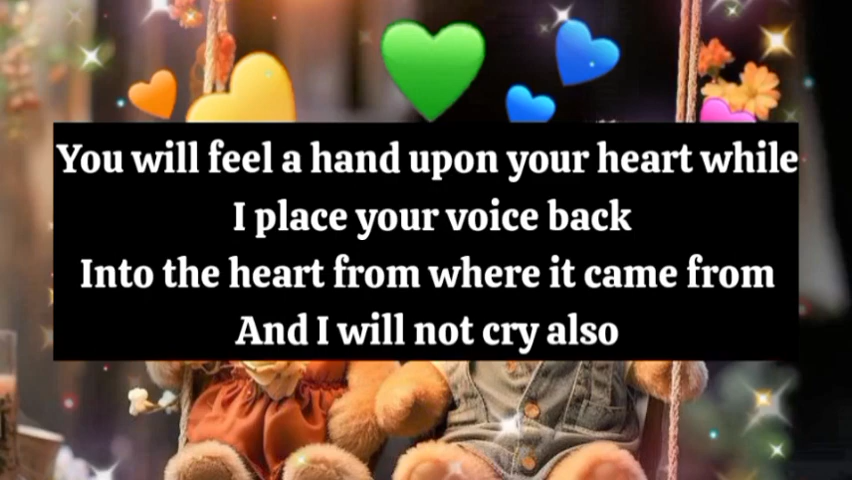 You will feel a hand upon your heart while
I place your voice back
Into the heart from where it came from
And I will not cry also